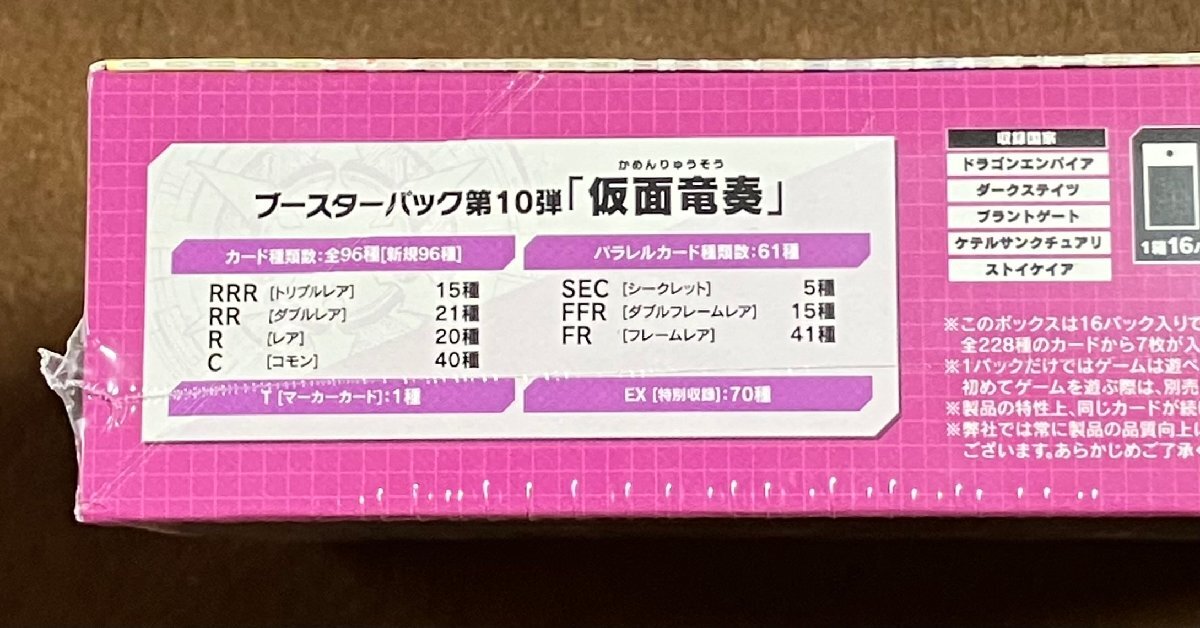 かめんりゅうそう
ブースターパック第10弾「仮面竜奏」
カード種類数:全96種[新規96種]
RRR [トリプルレア] 15種
RR [ダブルレア] 21種
R [レア] 20種
C [コモン] 40種
T [マーカーカード]:1種
パラレルカード種類数:61種
SEC [シークレット] 5種
FFR [ダブルフレームレア] 15種
FR [フレームレア] 41種
EX [特別収録]:70種
収録国家
ドラゴンエンパイア
ダークステイツ
ブラントゲート
ケテルサンクチュアリ
ストイケイア
1箱16パ
※このボックスは16パック入りで
全228種のカードから7枚が入
※1パックだけではゲームは遊べ
初めてゲームを遊ぶ際は、別売
※製品の特性上、同じカードが続
※弊社では常に製品の品質向上に
ございます。あらかじめご了承く